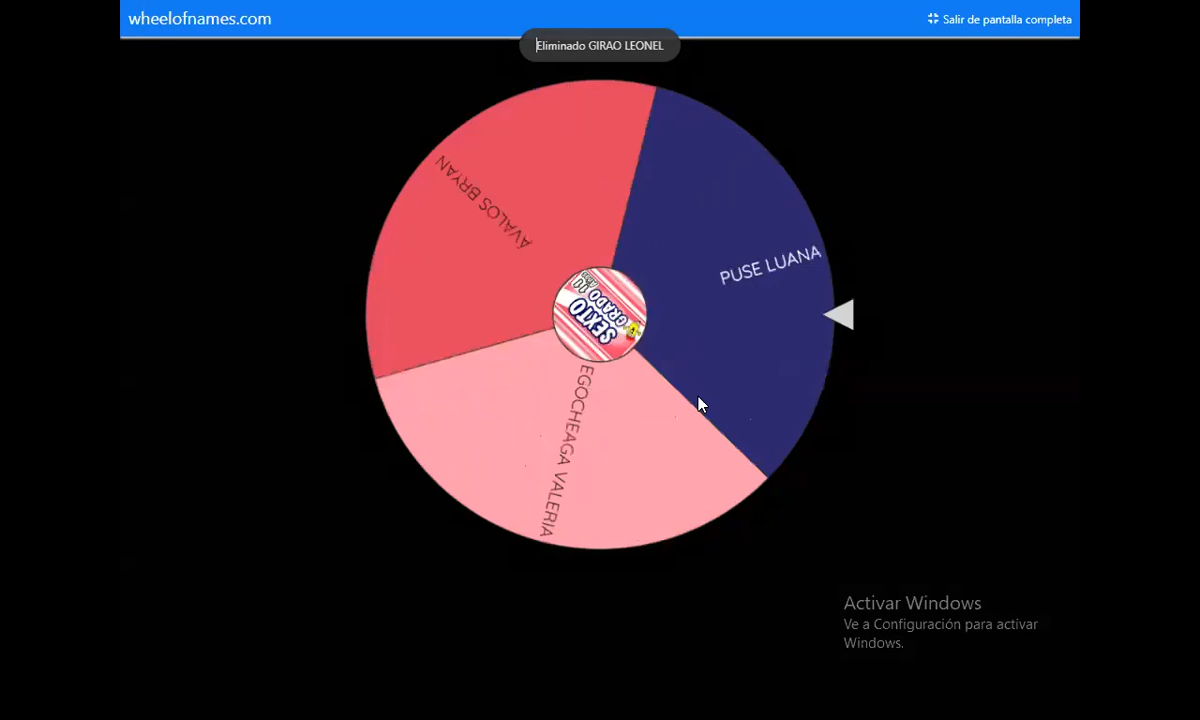 wheelofnames.com
Salir de pantalla completa
Eliminado GIRAO LEONEL
ÁVALOS BRYAN
PUSE LUANA
SEXTO
GRADO
EGOCHEAGA VALERIA
Activar Windows
Ve a Configuración para activar
Windows.